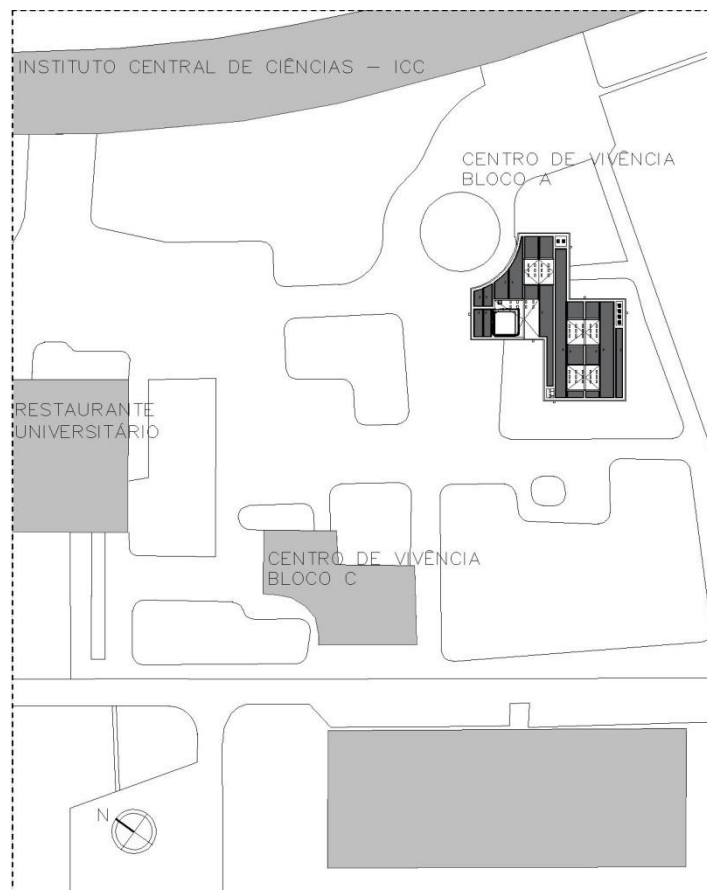 INSTITUTO CENTRAL DE CIÊNCIAS – ICC
CENTRO DE VIVÊNCIA
BLOCO A
RESTAURANTE
UNIVERSITÁRIO
CENTRO DE VIVÊNCIA
BLOCO C
N